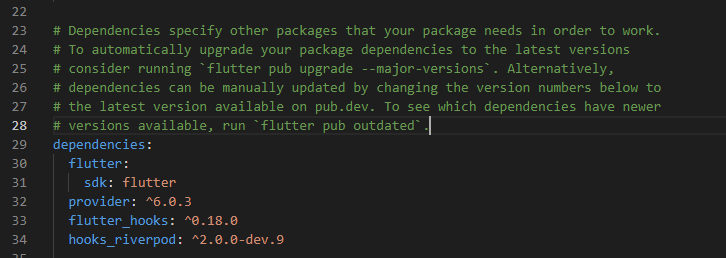 22
23 # Dependencies specify other packages that your package needs in order to work.
24 # To automatically upgrade your package dependencies to the latest versions
25 # consider running `flutter pub upgrade --major-versions`. Alternatively,
26 # dependencies can be manually updated by changing the version numbers below to
27 # the latest version available on pub.dev. To see which dependencies have newer
28 # versions available, run `flutter pub outdated`.
29 dependencies:
30 flutter:
31 sdk: flutter
32 provider: ^6.0.3
33 flutter_hooks: ^0.18.0
34 hooks_riverpod: ^2.0.0-dev.9